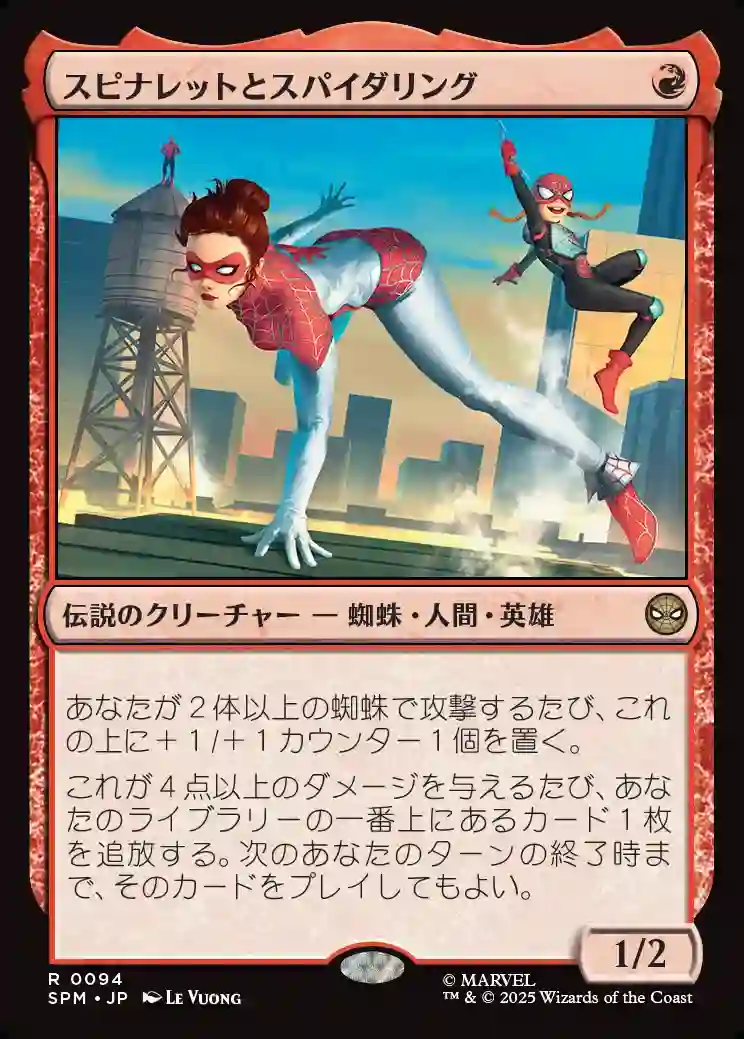 スピナレットとスパイダリング
伝説のクリーチャー — 蜘蛛・人間・英雄
あなたが２体以上の蜘蛛で攻撃するたび、これ
の上に＋１/＋１カウンター１個を置く。
これが４点以上のダメージを与えるたび、あな
たのライブラリーの一番上にあるカード１枚
を追放する。次のあなたのターンの終了時ま
で、そのカードをプレイしてもよい。
1/2
R 0094
SPM • JP LE VUONG
© MARVEL
™ & © 2025 Wizards of the Coast